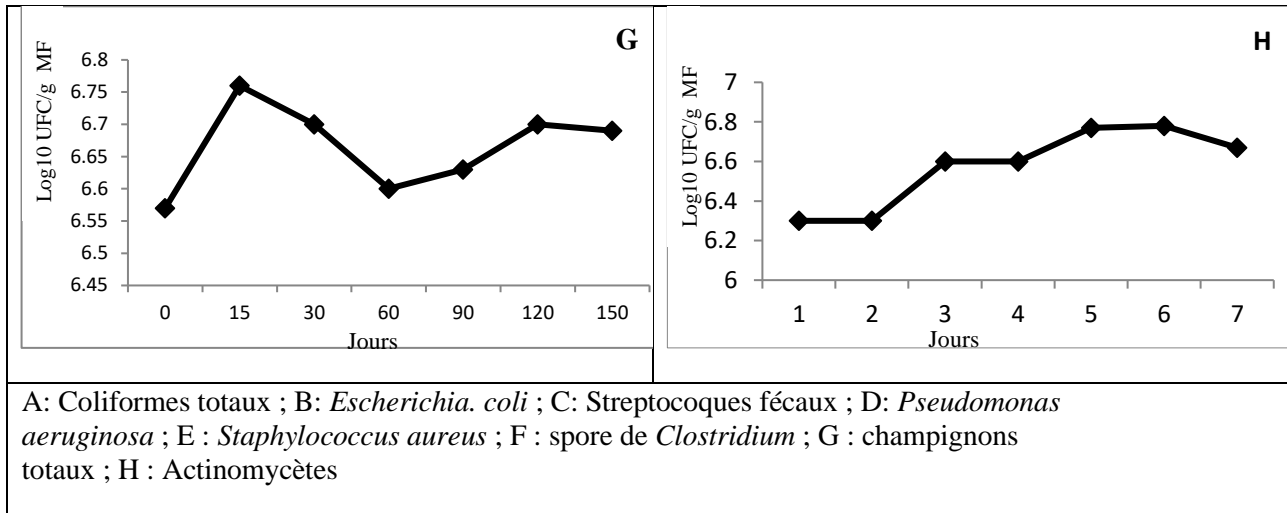 G
Log10 UFC/g MF
6.8
6.75
6.7
6.65
6.6
6.55
6.5
6.45
0 15 30 60 90 120 150
Jours
H
Log10 UFC/g MF
7
6.8
6.6
6.4
6.2
6
1 2 3 4 5 6 7
Jours
A: Coliformes totaux ; B: Escherichia. coli ; C: Streptocoques fécaux ; D: Pseudomonas
aeruginosa ; E : Staphylococcus aureus ; F : spore de Clostridium ; G : champignons
totaux ; H : Actinomycètes